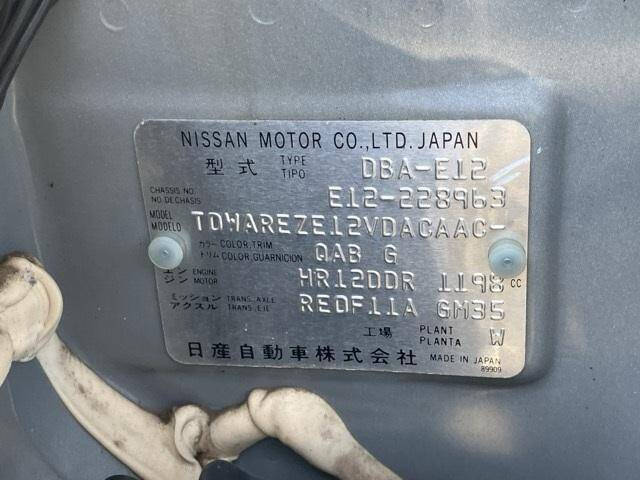 NISSAN MOTOR CO.,LTD. JAPAN
型式 TYPE TIPO DBA-E12
CHASSIS NO. NO DE CHASIS E12-228963
MODEL MODELO TDWAREZE12VDACAAC-
カラー COLOR,TRIM トリム COLOR,GUARNICION QAB G
エンジン ENGINE MOTOR HR12DDR 1198 CC
ミッション TRANS. AXLE アクスル TRANS. EJE RE0F11A GM35
工場 PLANT PLANTA W
日産自動車株式会社 MADE IN JAPAN
89909